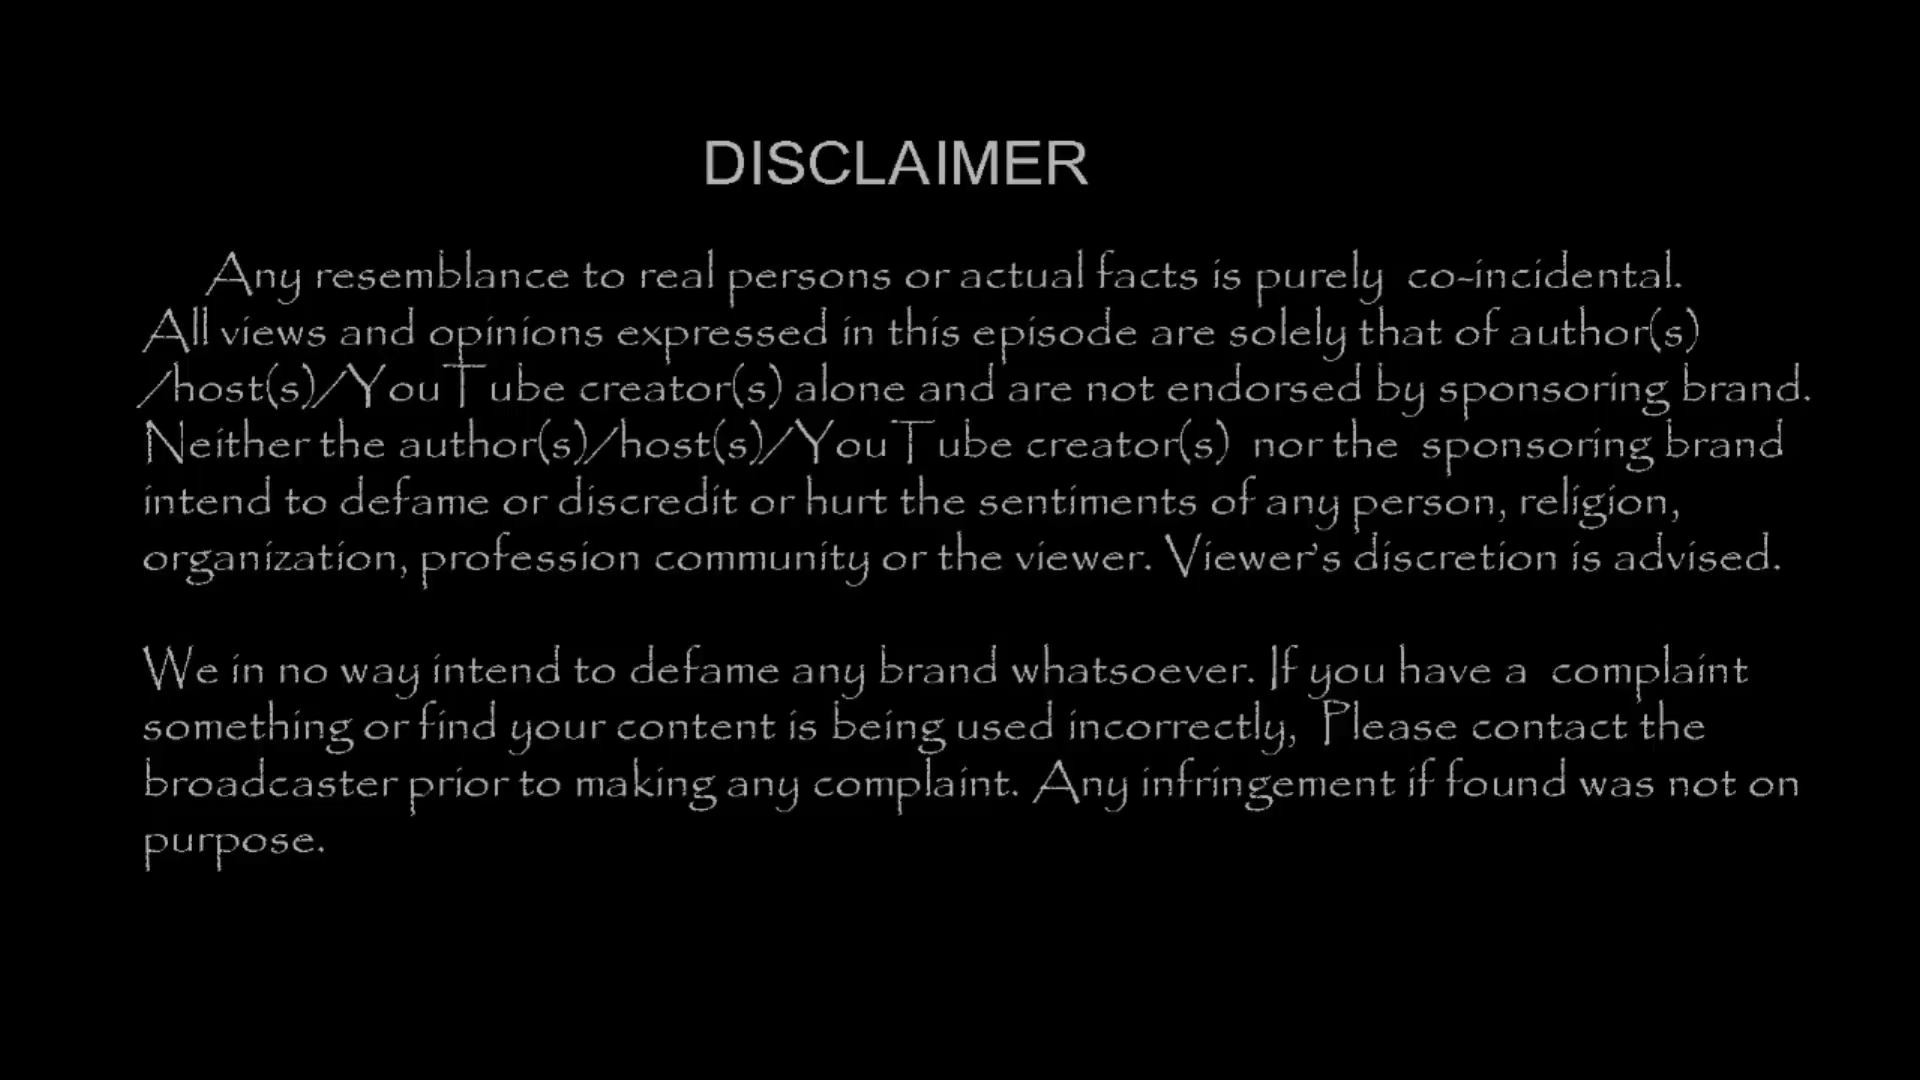 DISCLAIMER
Any resemblance to real persons or actual facts is purely co-incidental.
All views and opinions expressed in this episode are solely that of author(s)
/host(s)/YouTube creator(s) alone and are not endorsed by sponsoring brand.
Neither the author(s)/host(s)/YouTube creator(s) nor the sponsoring brand
intend to defame or discredit or hurt the sentiments of any person, religion,
organization, profession community or the viewer. Viewer's discretion is advised.
We in no way intend to defame any brand whatsoever. If you have a complaint
something or find your content is being used incorrectly, Please contact the
broadcaster prior to making any complaint. Any infringement if found was not on
purpose.